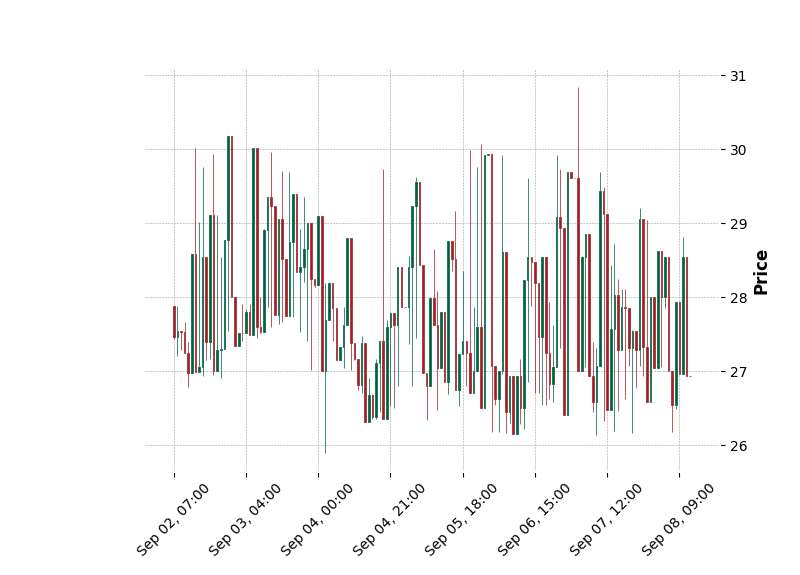 31
30
29
28
27
26
Price
Sep 02, 07:00
Sep 03, 04:00
Sep 04, 00:00
Sep 04, 21:00
Sep 05, 18:00
Sep 06, 15:00
Sep 07, 12:00
Sep 08, 09:00